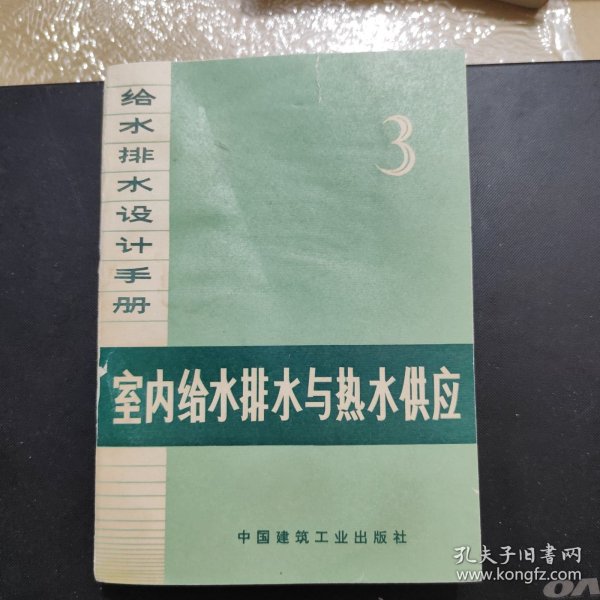 给水排水设计手册
3
室内给水排水与热水供应
中国建筑工业出版社
孔夫子旧书网
www.kongfz.com